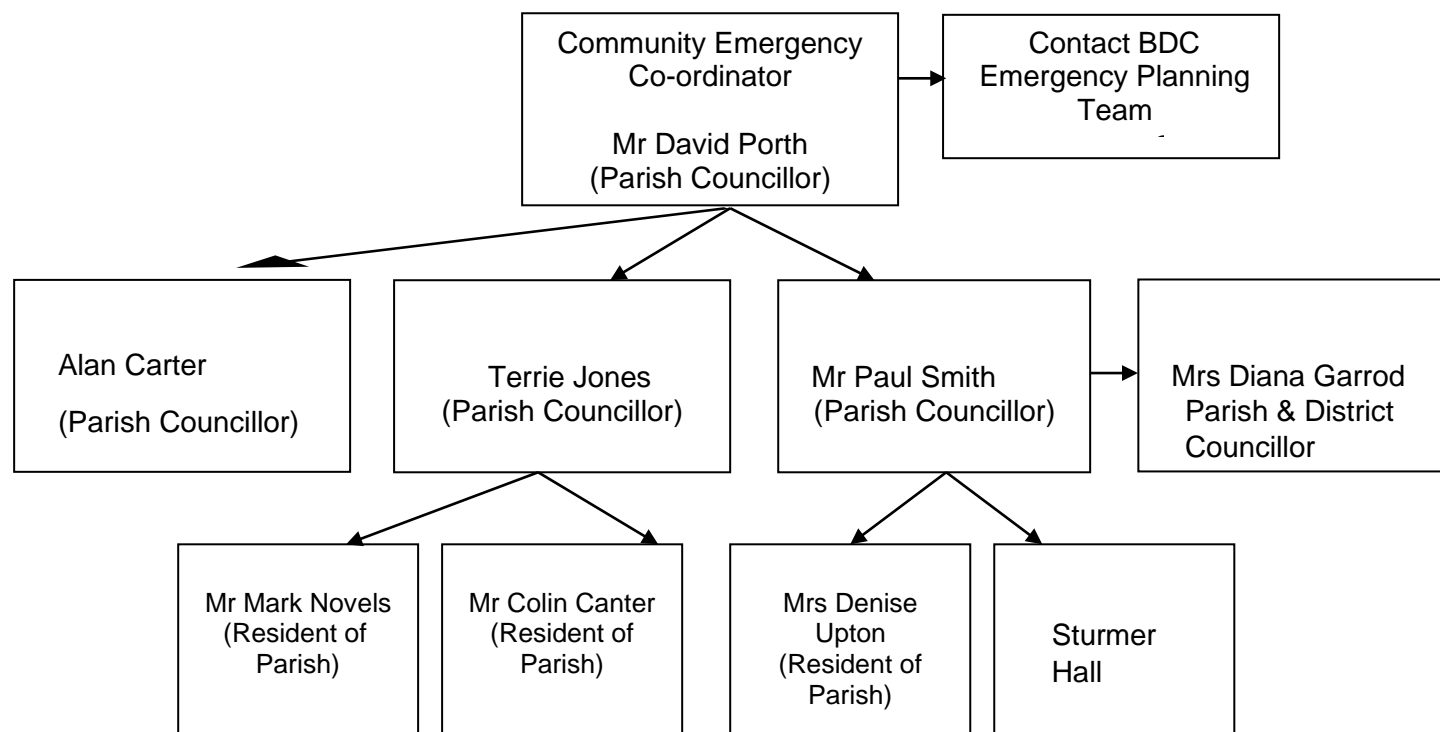 Community Emergency
Co-ordinator
Mr David Porth
(Parish Councillor)
Contact BDC
Emergency Planning
Team
Alan Carter
(Parish Councillor)
Terrie Jones
(Parish Councillor)
Mr Paul Smith
(Parish Councillor)
Mrs Diana Garrod
Parish & District
Councillor
Mr Mark Novels
(Resident of
Parish)
Mr Colin Canter
(Resident of
Parish)
Mrs Denise
Upton
(Resident of
Parish)
Sturmer
Hall